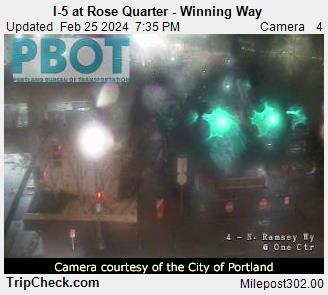 I-5 at Rose Quarter - Winning Way
Updated Feb 25 2024 7:35 PM Camera 4
PBOT
PORTLAND BUREAU OF TRANSPORTATION
4 - N. Ramsey Wy
@ One Ctr
Camera courtesy of the City of Portland
TripCheck.com Milepost302.00